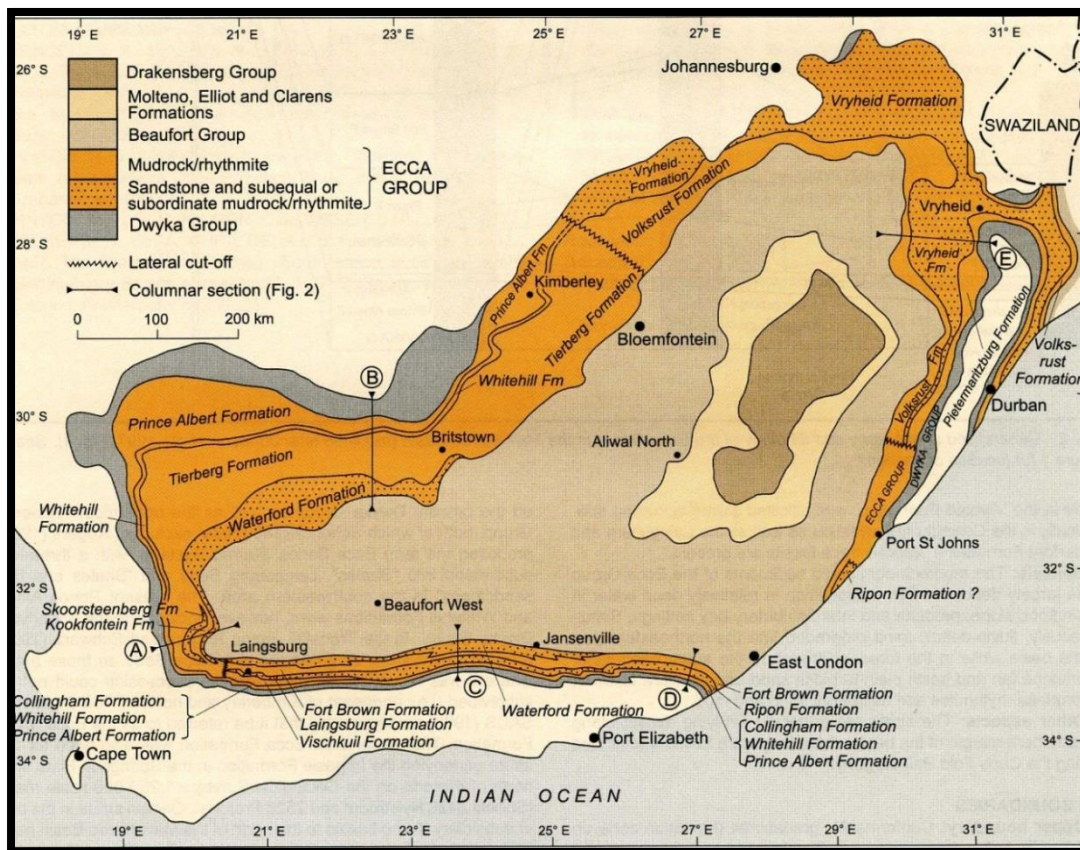 19° E
21° E
23° E
25° E
27° E
29° E
31° E
26° S
28° S
30° S
32° S
34° S
Drakensberg Group
Molteno, Elliot and Clarens
Formations
Beaufort Group
Mudrock/rhythmite
Sandstone and subequal or
subordinate mudrock/rhythmite
ECCA
GROUP
Dwyka Group
Lateral cut-off
Columnar section (Fig. 2)
0 100 200 km
Johannesburg
Vryheid Formation
SWAZILAND
Vryheid
Formation
Volksrust Formation
Vryheid
Vryheid
Fm
E
Prince Albert Fm
Kimberley
Tierberg Formation
Bloemfontein
Pietermaritzburg Formation
Volks-
rust
Formation
Whitehill Fm
Volksrust Fm
Durban
B
Prince Albert Formation
Britstown
Aliwal North
DWYKA GROUP
Tierberg Formation
ECCA GROUP
Waterford Formation
Whitehill
Formation
Port St Johns
32° S
Ripon Formation ?
Beaufort West
Skoorsteenberg Fm
Kookfontein Fm
A
Laingsburg
Jansenville
East London
C
D
Collingham Formation
Whitehill Formation
Prince Albert Formation
Fort Brown Formation
Laingsburg Formation
Vischkuil Formation
Waterford Formation
Fort Brown Formation
Ripon Formation
Collingham Formation
Whitehill Formation
Prince Albert Formation
Port Elizabeth
Cape Town
34° S
INDIAN OCEAN
19° E
21° E
23° E
25° E
27° E
29° E
31° E